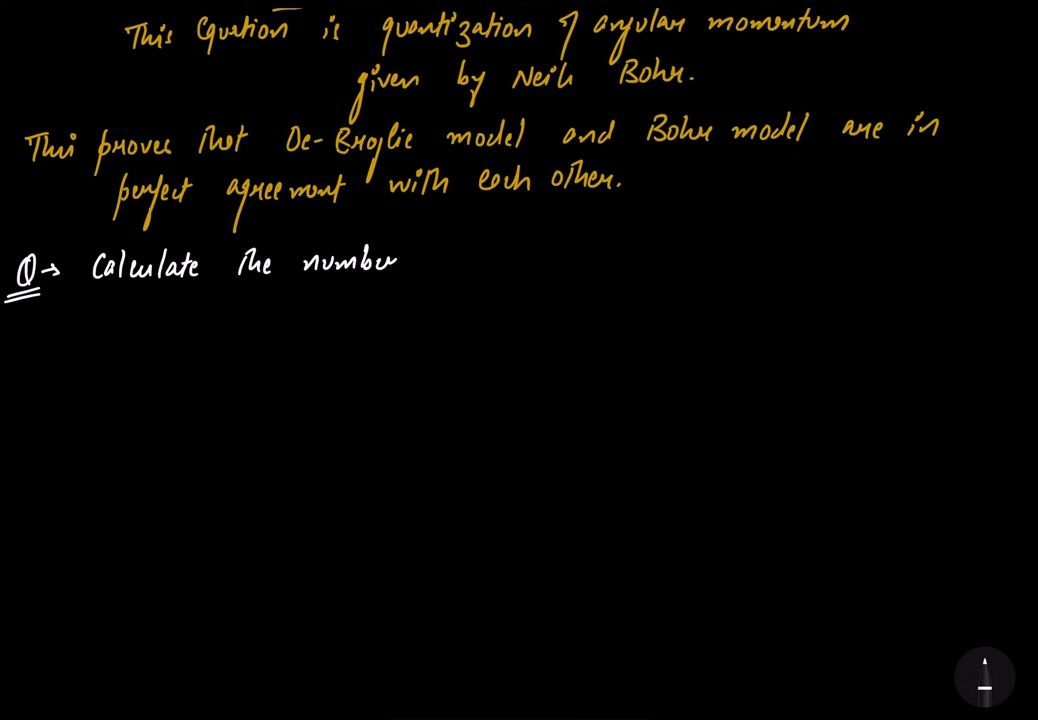 This Equation is quantization of angular momentum
given by Neils Bohr.
This proves that De-Broglie model and Bohr model are in
perfect agreement with each other.
Q→ Calculate the number